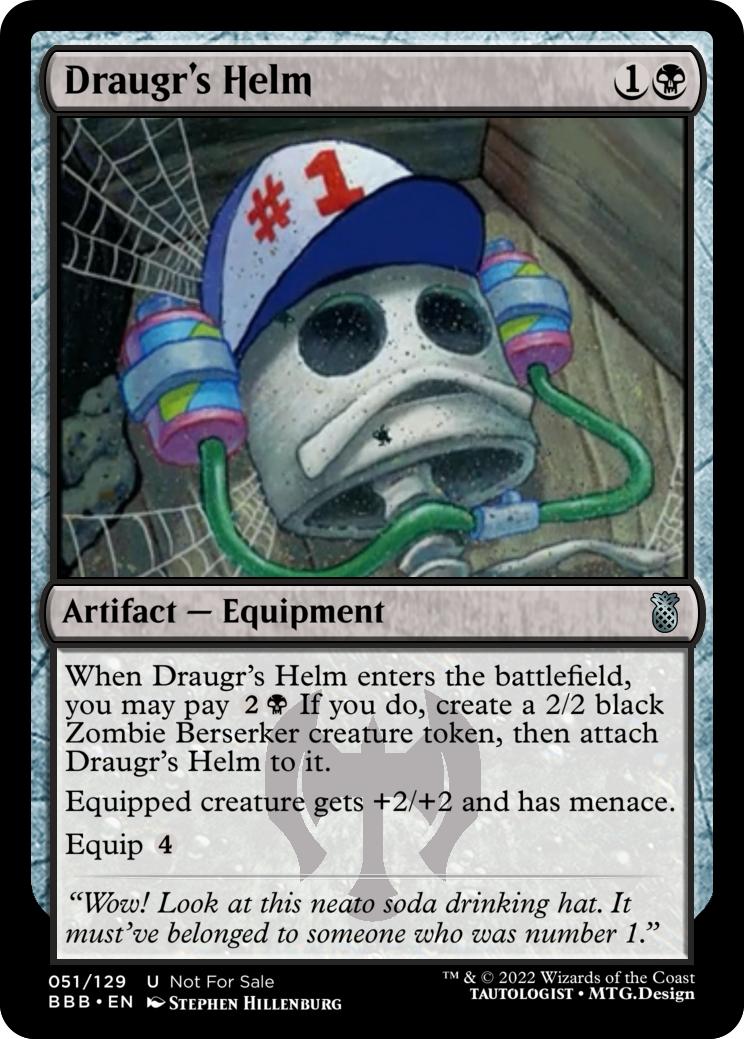 Draugr's Helm 1
#1
Artifact — Equipment
When Draugr's Helm enters the battlefield,
you may pay 2 If you do, create a 2/2 black
Zombie Berserker creature token, then attach
Draugr's Helm to it.
Equipped creature gets +2/+2 and has menace.
Equip 4
“Wow! Look at this neato soda drinking hat. It
must've belonged to someone who was number 1.”
051/129 U Not For Sale
BBB • EN STEPHEN HILLENBURG
™ & © 2022 Wizards of the Coast
TAUTOLOGIST • MTG.Design